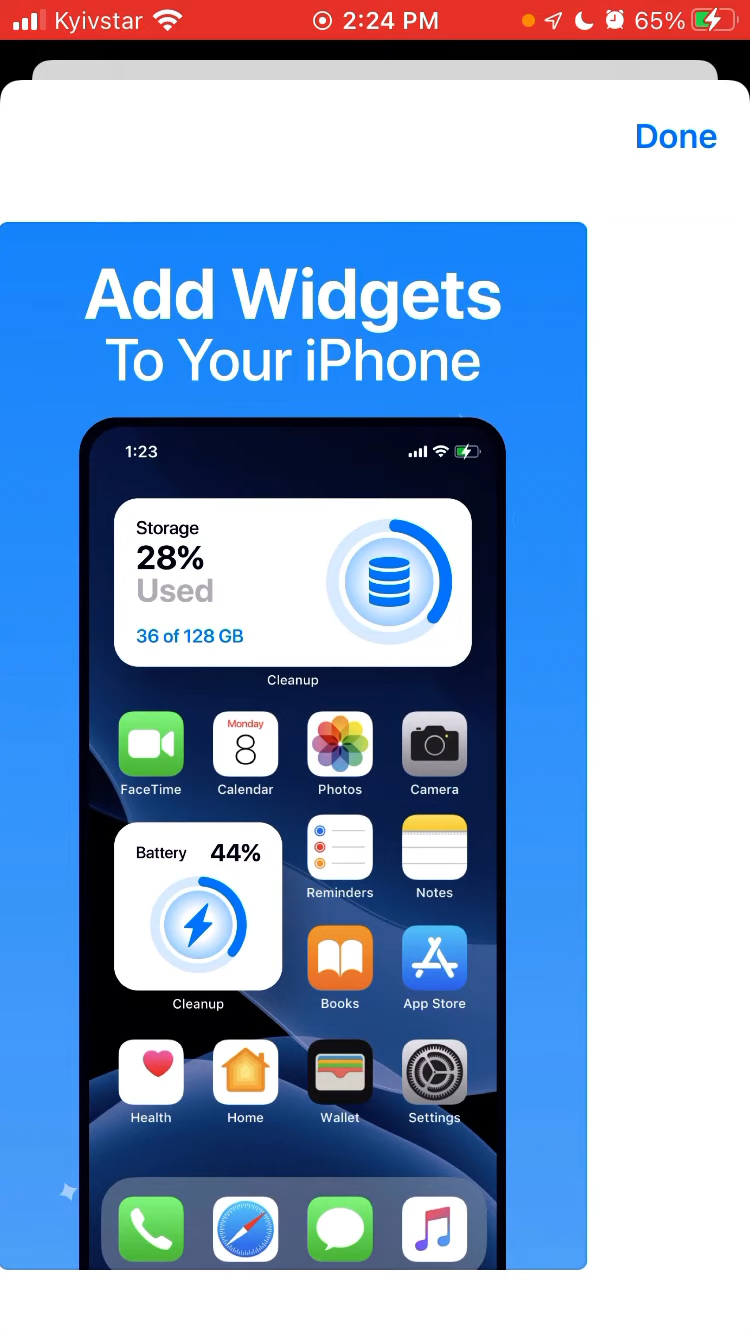 Kyivstar 2:24 PM 65%
Done
Add Widgets
To Your iPhone
1:23
Storage
28%
Used
36 of 128 GB
Cleanup
Monday
8
FaceTime Calendar Photos Camera
Battery 44%
Reminders Notes
Books App Store
Cleanup
Health Home Wallet Settings